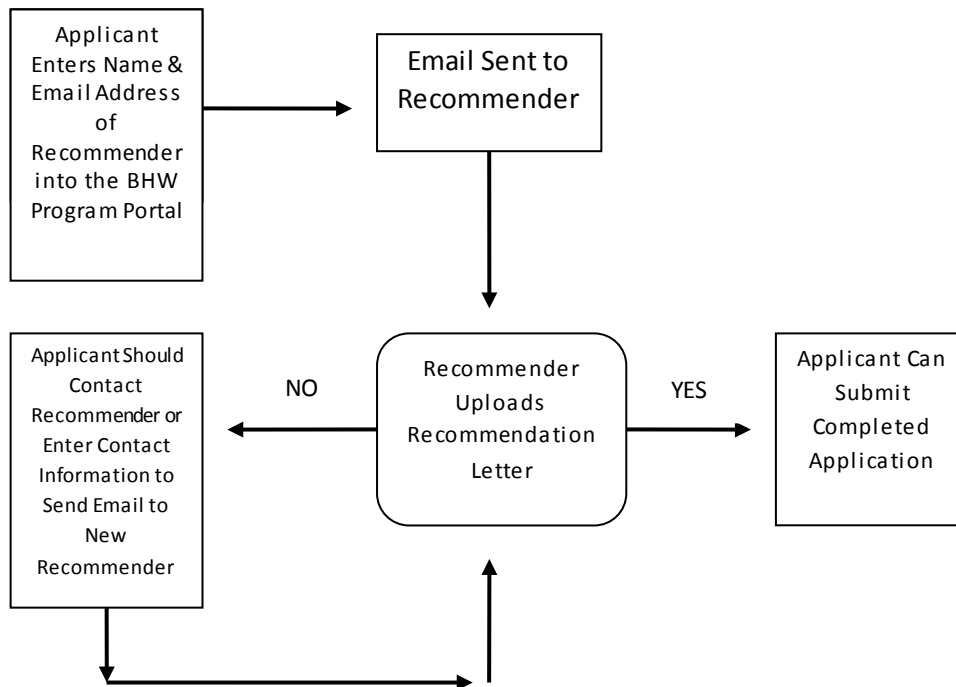 Applicant
Enters Name &
Email Address
of
Recommender
into the BHW
Program Portal
Email Sent to
Recommender
Applicant Should
Contact
Recommender or
Enter Contact
Information to
Send Email to
New
Recommender
NO
Recommender
Uploads
Recommendation
Letter
YES
Applicant Can
Submit
Completed
Application